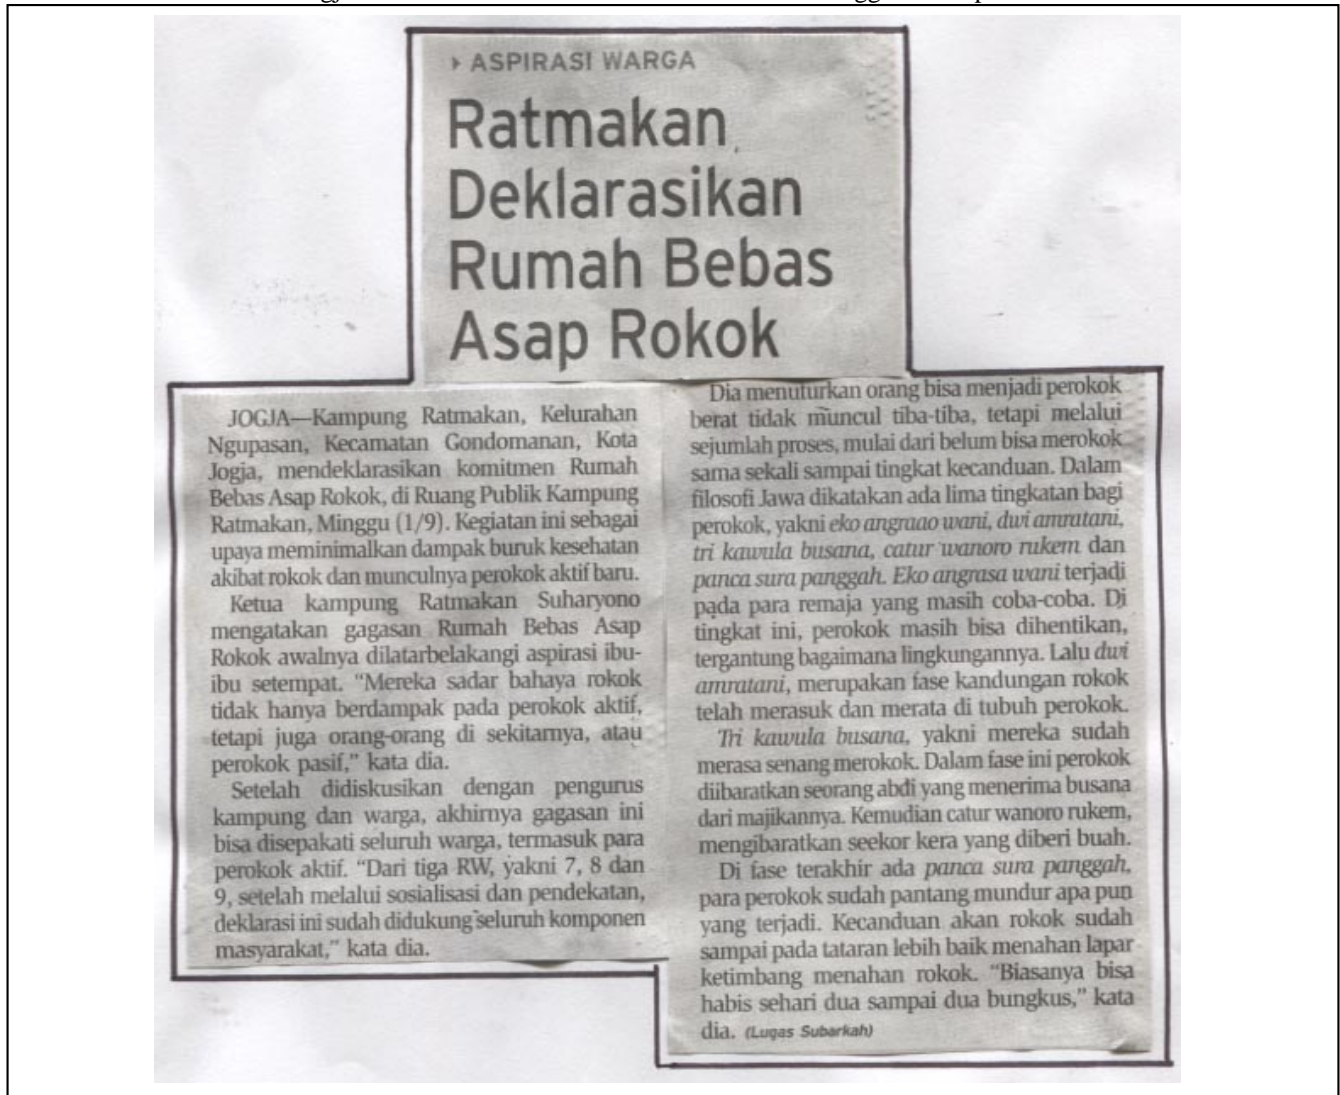 ▸ ASPIRASI WARGA
Ratmakan
Deklarasikan
Rumah Bebas
Asap Rokok
JOGJA—Kampung Ratmakan, Kelurahan
Ngupasan, Kecamatan Gondomanan, Kota
Jogja, mendeklarasikan komitmen Rumah
Bebas Asap Rokok, di Ruang Publik Kampung
Ratmakan, Minggu (1/9). Kegiatan ini sebagai
upaya meminimalkan dampak buruk kesehatan
akibat rokok dan munculnya perokok aktif baru.
Ketua kampung Ratmakan Suharyono
mengatakan gagasan Rumah Bebas Asap
Rokok awalnya dilatarbelakangi aspirasi ibu-
ibu setempat. “Mereka sadar bahaya rokok
tidak hanya berdampak pada perokok aktif,
tetapi juga orang-orang di sekitarnya, atau
perokok pasif,” kata dia.
Setelah didiskusikan dengan pengurus
kampung dan warga, akhirnya gagasan ini
bisa disepakati seluruh warga, termasuk para
perokok aktif. “Dari tiga RW, yakni 7, 8 dan
9, setelah melalui sosialisasi dan pendekatan,
deklarasi ini sudah didukung seluruh komponen
masyarakat,” kata dia.
Dia menuturkan orang bisa menjadi perokok
berat tidak muncul tiba-tiba, tetapi melalui
sejumlah proses, mulai dari belum bisa merokok
sama sekali sampai tingkat kecanduan. Dalam
filosofi Jawa dikatakan ada lima tingkatan bagi
perokok, yakni eko angraao wani, dwi amratani,
tri kawula busana, catur wanoro rukem dan
panca sura panggah. Eko angrasa wani terjadi
pada para remaja yang masih coba-coba. Di
tingkat ini, perokok masih bisa dihentikan,
tergantung bagaimana lingkungannya. Lalu dwi
amratani, merupakan fase kandungan rokok
telah merasuk dan merata di tubuh perokok.
Tri kawula busana, yakni mereka sudah
merasa senang merokok. Dalam fase ini perokok
diibaratkan seorang abdi yang menerima busana
dari majikannya. Kemudian catur wanoro rukem,
mengibaratkan seekor kera yang diberi buah.
Di fase terakhir ada panca sura panggah,
para perokok sudah pantang mundur apa pun
yang terjadi. Kecanduan akan rokok sudah
sampai pada tataran lebih baik menahan lapar
ketimbang menahan rokok. “Biasanya bisa
habis sehari dua sampai dua bungkus,” kata
dia. (Lugas Subarkah)